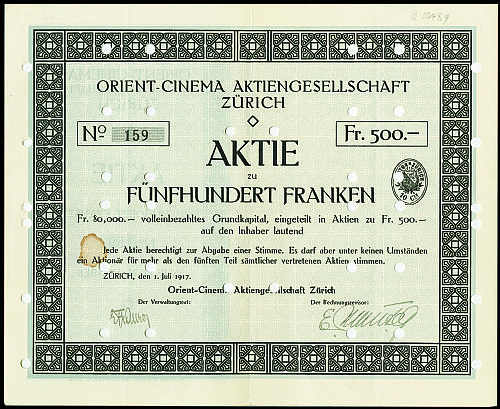 ORIENT-CINEMA AKTIENGESELLSCHAFT
ZÜRICH
No 159
Fr. 500.—
AKTIE
zu
FÜNFHUNDERT FRANKEN
Fr. 80,000.— volleinbezahltes Grundkapital, eingeteilt in Aktien zu Fr. 500.—
auf den Inhaber lautend
Jede Aktie berechtigt zur Abgabe einer Stimme. Es darf aber unter keinen Umständen
ein Aktionär für mehr als den fünften Teil sämtlicher vertretenen Aktien stimmen.
ZÜRICH, den 1. Juli 1917.
Orient-Cinema Aktiengesellschaft Zürich
Der Verwaltungsrat:
Der Rechnungsrevisor: